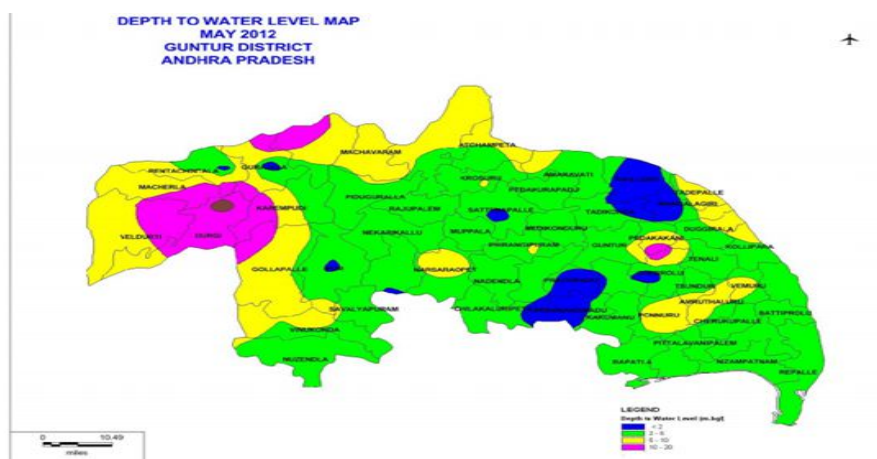 DEPTH TO WATER LEVEL MAP
MAY 2012
GUNTUR DISTRICT
ANDHRA PRADESH
ATCHAMPETA
MACHAVARAM
RENTACHINTALA
KROSURU
AMARAVATI
MACHERLA
PEDAKURAPADU
TADEPALLE
PIDUGURALLA
KAREMPUDI
RAJUPALEM
SATTENAPALLE
TADIKONDA
MANGALAGIRI
VELDURTI
DURGI
NEKARIKALLU
MUPPALA
MEDIKONDURU
DUGGIRALA
PHIRANGIPURAM
GUNTUR
PEDAKAKANI
KOLLIPARA
TENALI
GOLLAPALLE
NARSARAOPET
NADENDLA
TSUNDUR
VEMURU
AMRUTHALURU
SAVALYAPURAM
CHILAKALURIPET
KAKUMANU
PONNURU
CHERUKUPALLE
BATTIPROLU
VINUKONDA
PITTALAVANIPALEM
NUZENDLA
BAPATLA
NIZAMPATNAM
REPALLE
LEGEND
Depth to Water Level (m.bgl)
< 2
2 - 5
5 - 10
10 - 20
0 10.49
miles